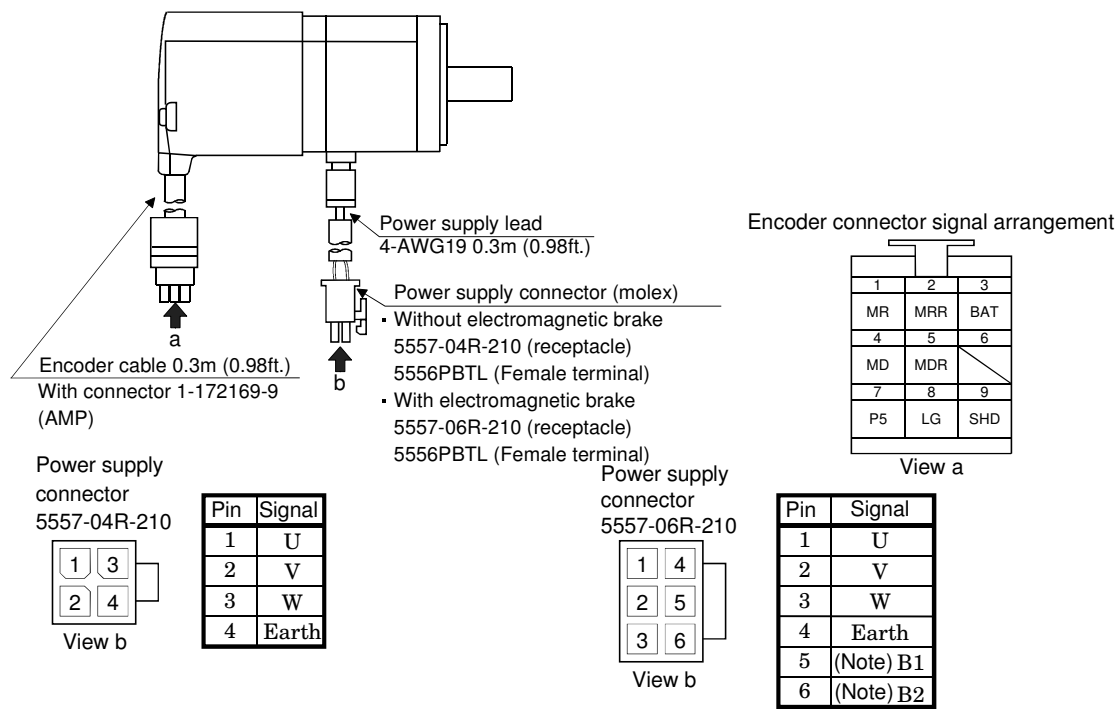 Power supply lead
4-AWG19 0.3m (0.98ft.)
Encoder connector signal arrangement
1 2 3
MR MRR BAT
4 5 6
MD MDR
7 8 9
P5 LG SHD
View a
a
Encoder cable 0.3m (0.98ft.)
With connector 1-172169-9
(AMP)
b
Power supply connector (molex)
· Without electromagnetic brake
5557-04R-210 (receptacle)
5556PBTL (Female terminal)
· With electromagnetic brake
5557-06R-210 (receptacle)
5556PBTL (Female terminal)
Power supply
connector
5557-04R-210
1 3
2 4
View b
Pin Signal
1 U
2 V
3 W
4 Earth
Power supply
connector
5557-06R-210
1 4
2 5
3 6
View b
Pin Signal
1 U
2 V
3 W
4 Earth
5 (Note) B1
6 (Note) B2